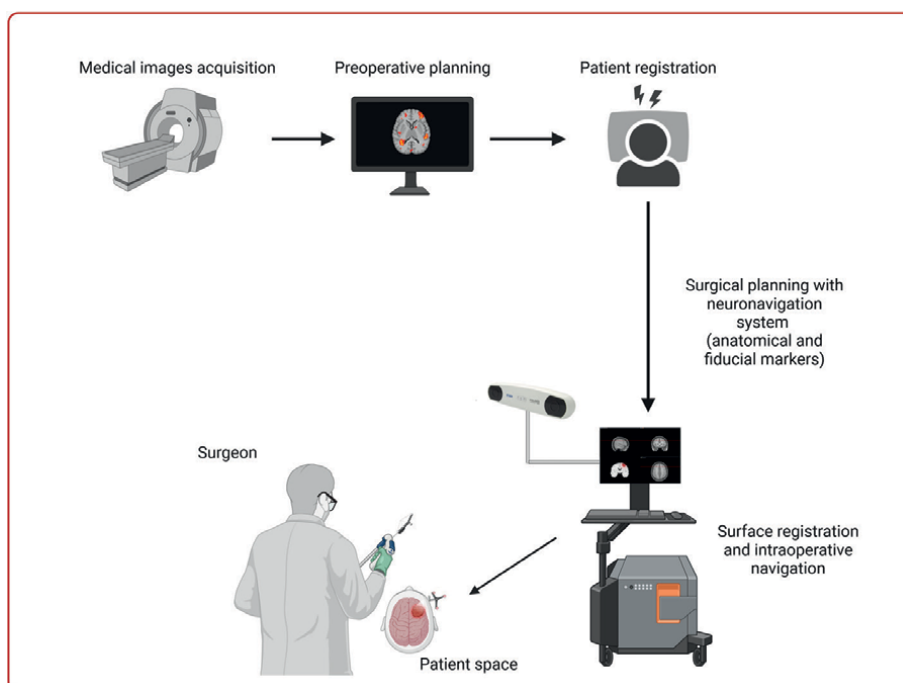 Medical images acquisition
Preoperative planning
Patient registration
Surgical planning with
neuronavigation
system
(anatomical and
fiducial markers)
Surgeon
Surface registration
and intraoperative
navigation
Patient space